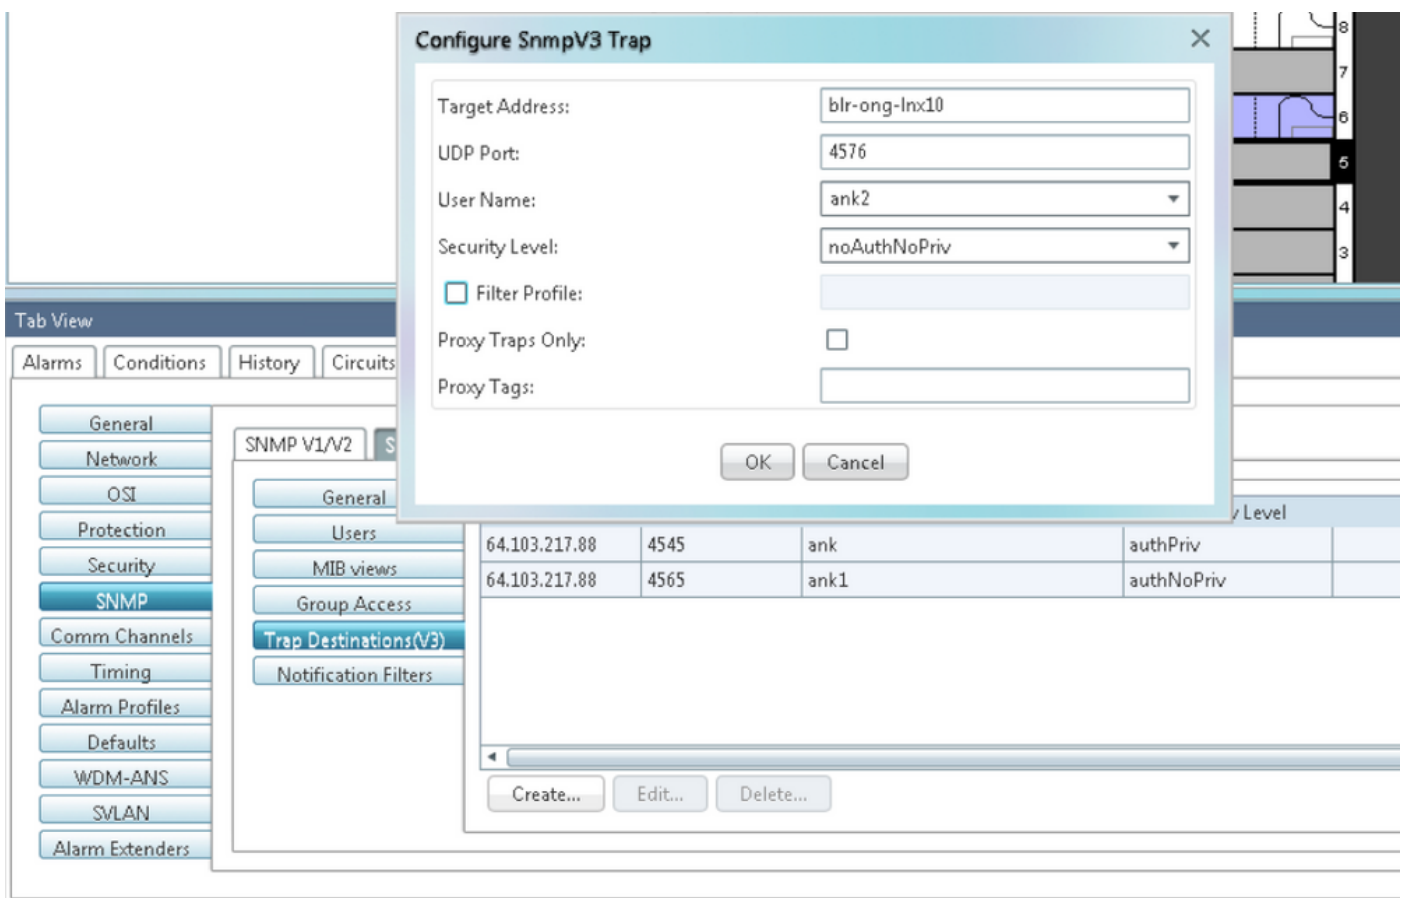 Configure SnmpV3 Trap
Target Address: blr-ong-lnx10
UDP Port: 4576
User Name: ank2
Security Level: noAuthNoPriv
Filter Profile:
Proxy Traps Only:
Proxy Tags:
OK Cancel
8
7
6
5
4
3
Tab View
Alarms Conditions History Circuits
General
Network
OSI
Protection
Security
SNMP
Comm Channels
Timing
Alarm Profiles
Defaults
WDM-ANS
SVLAN
Alarm Extenders
SNMP V1/V2 S
General
Users
MIB views
Group Access
Trap Destinations(V3)
Notification Filters
Level
64.103.217.88 4545 ank authPriv
64.103.217.88 4565 ank1 authNoPriv
Create... Edit... Delete...